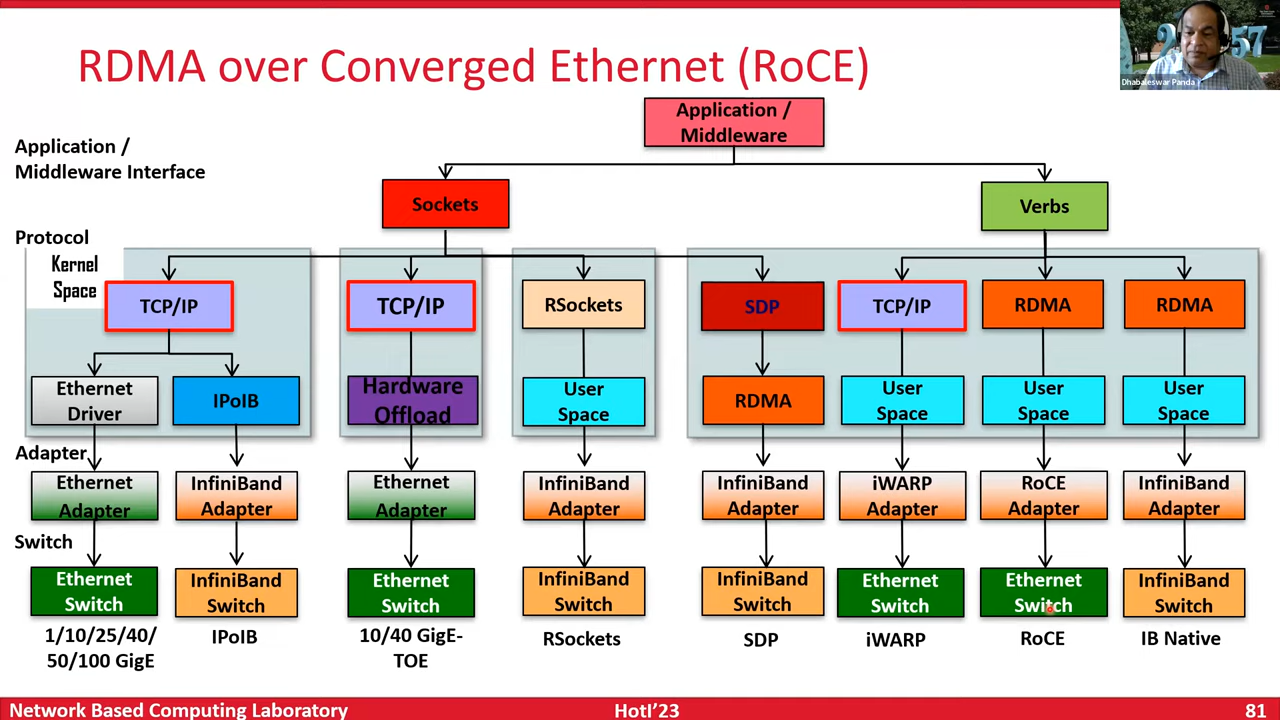 RDMA over Converged Ethernet (RoCE)
57
Dhabaleswar Panda
Application /
Middleware
Application /
Middleware Interface
Sockets
Verbs
Protocol
Kernel
Space
TCP/IP
TCP/IP
RSockets
SDP
TCP/IP
RDMA
RDMA
Ethernet
Driver
IPoIB
Hardware
Offload
User
Space
RDMA
User
Space
User
Space
User
Space
Adapter
Ethernet
Adapter
InfiniBand
Adapter
Ethernet
Adapter
InfiniBand
Adapter
InfiniBand
Adapter
iWARP
Adapter
RoCE
Adapter
InfiniBand
Adapter
Switch
Ethernet
Switch
InfiniBand
Switch
Ethernet
Switch
InfiniBand
Switch
InfiniBand
Switch
Ethernet
Switch
Ethernet
Switch
InfiniBand
Switch
1/10/25/40/
50/100 GigE
IPoIB
10/40 GigE-
TOE
RSockets
SDP
iWARP
RoCE
IB Native
Network Based Computing Laboratory
HotI'23
81